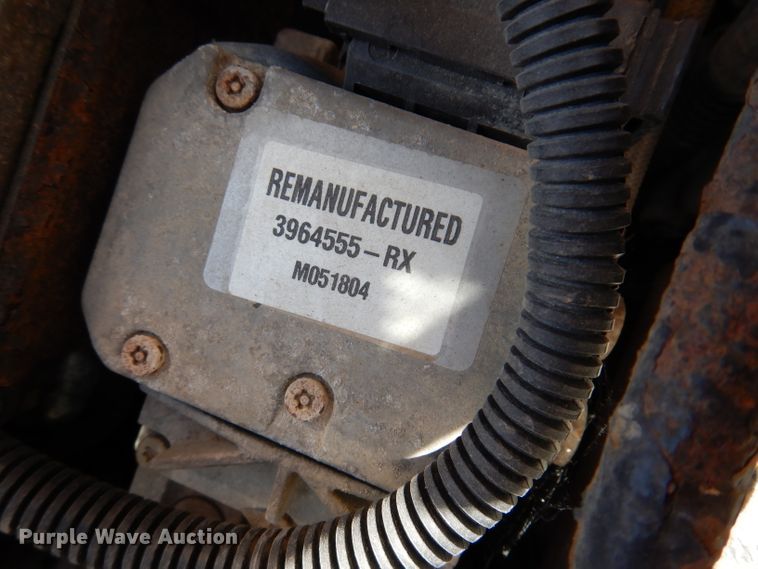 REMANUFACTURED
3964555-RX
M051804
Purple Wave Auction